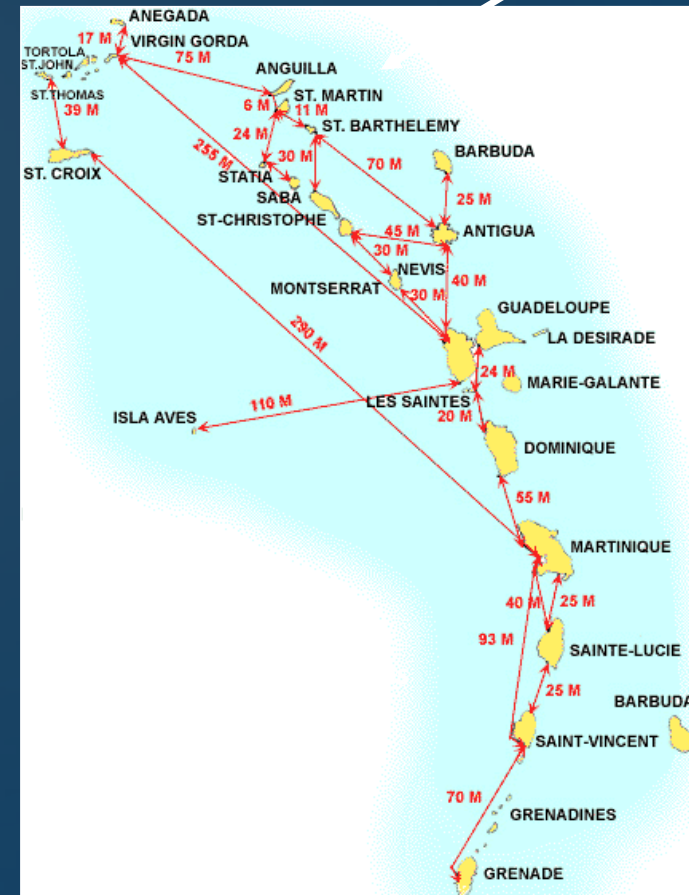 ANEGADA
17 M
VIRGIN GORDA
TORTOLA
ST.JOHN
75 M
ANGUILLA
ST.THOMAS
6 M
ST. MARTIN
39 M
11 M
24 M
ST. BARTHELEMY
255 M
30 M
70 M
BARBUDA
ST. CROIX
STATIA
SABA
25 M
ST-CHRISTOPHE
45 M
ANTIGUA
30 M
NEVIS
40 M
MONTSERRAT
30 M
GUADELOUPE
290 M
LA DESIRADE
24 M
MARIE-GALANTE
110 M
LES SAINTES
ISLA AVES
20 M
DOMINIQUE
55 M
MARTINIQUE
40 M
25 M
93 M
SAINTE-LUCIE
25 M
BARBUDA
SAINT-VINCENT
70 M
GRENADINES
GRENADE